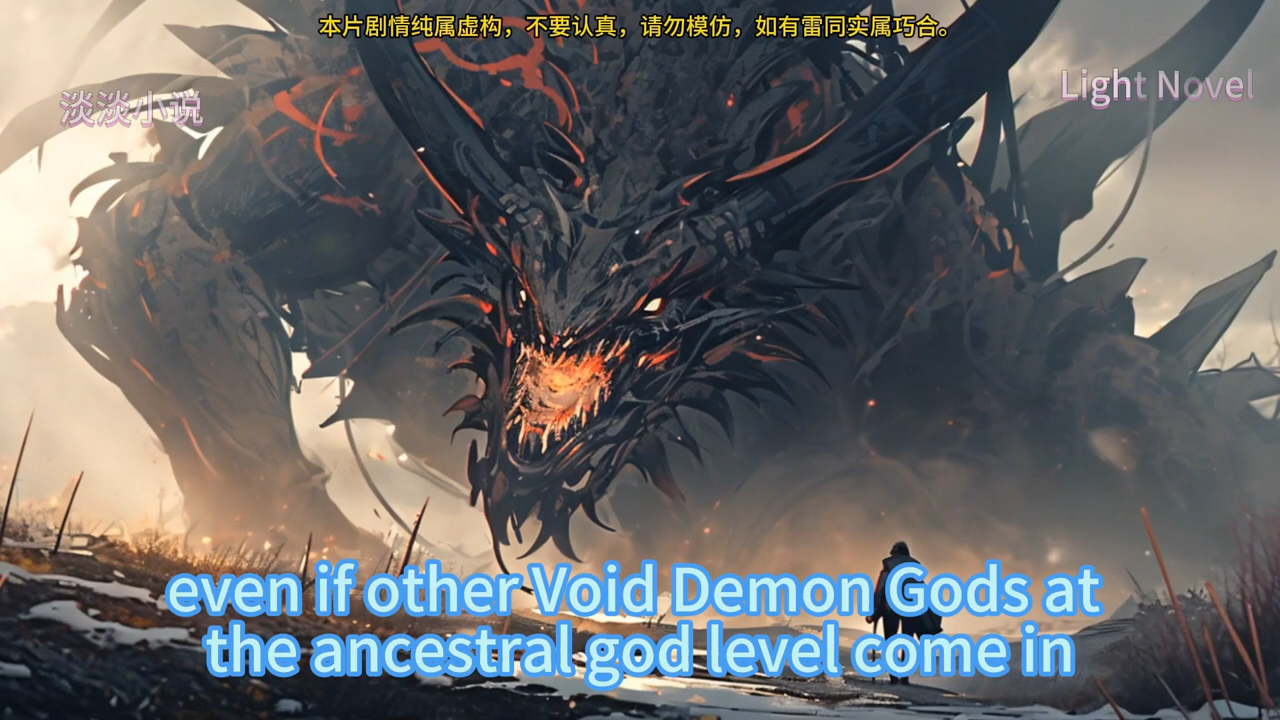 本片剧情纯属虚构，不要认真，请勿模仿，如有雷同实属巧合。
淡淡小说
Light Novel
even if other Void Demon Gods at
the ancestral god level come in